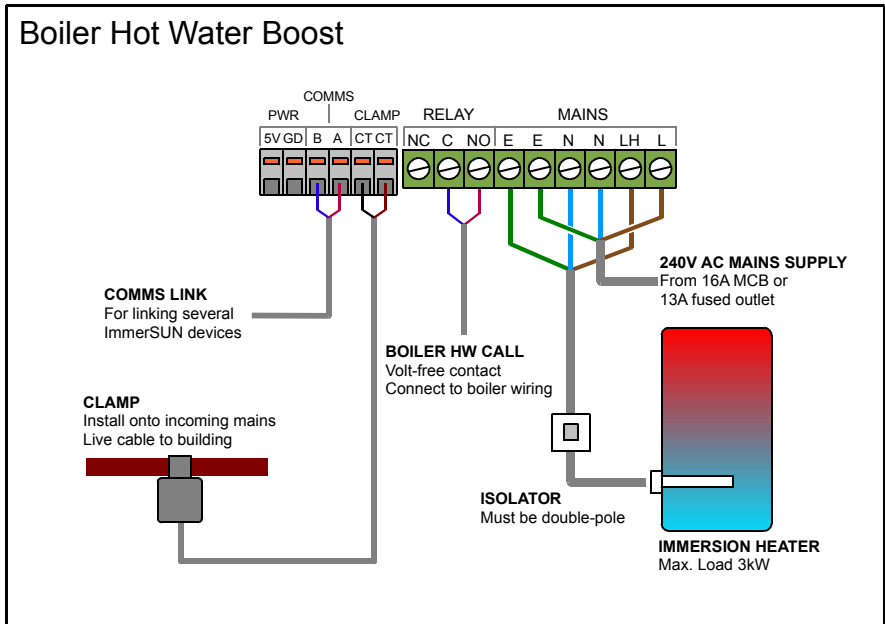 Boiler Hot Water Boost
COMMS
PWR CLAMP RELAY MAINS
5V GD B A CT CT NC C NO E E N N LH L
240V AC MAINS SUPPLY
From 16A MCB or
13A fused outlet
COMMS LINK
For linking several
ImmerSUN devices
BOILER HW CALL
Volt-free contact
Connect to boiler wiring
CLAMP
Install onto incoming mains
Live cable to building
ISOLATOR
Must be double-pole
IMMERSION HEATER
Max. Load 3kW